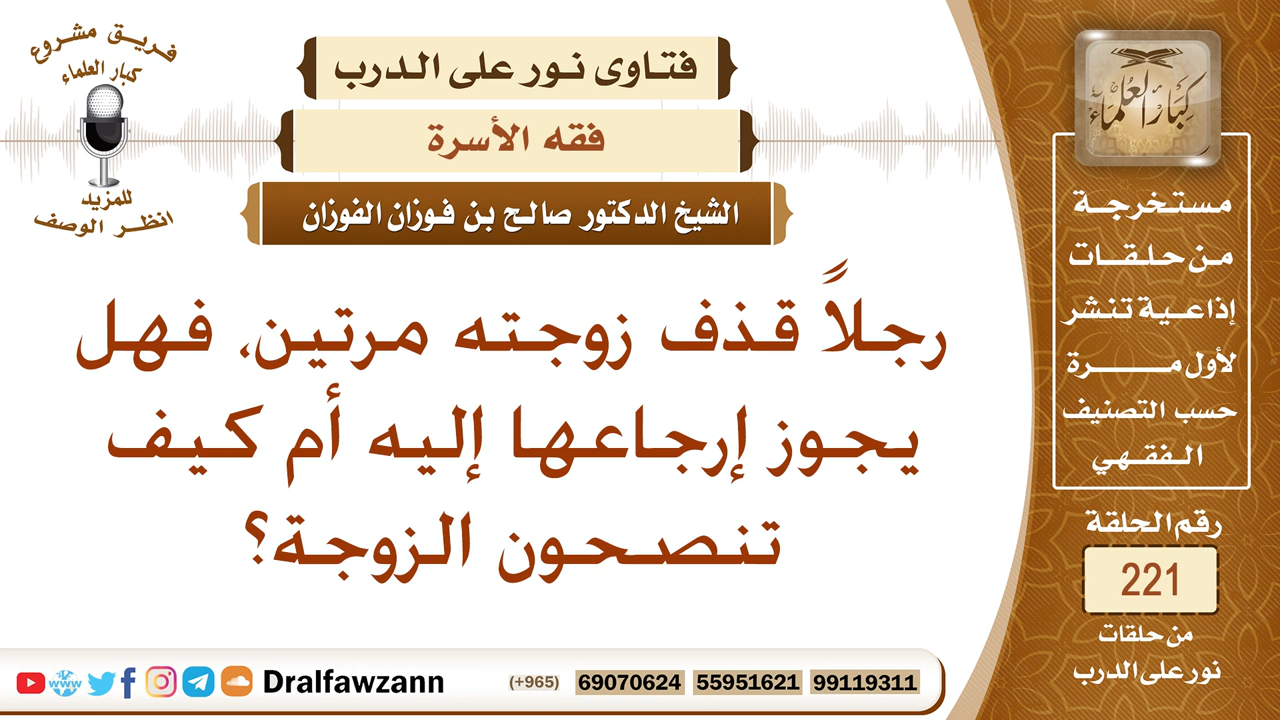 فريق مشروع
كبار العلماء
للمزيد
انظر الوصف
فتاوى نور على الدرب
فقه الأسرة
الشيخ الدكتور صالح بن فوزان الفوزان
رجلاً قذف زوجته مرتين، فهل
يجوز إرجاعها إليه أم كيف
تنصحون الزوجة؟
كبار العلماء
مستخرجة
من حلقات
إذاعية تنشر
لأول مرة
حسب التصنيف
الفقهي
رقم الحلقة
221
من حلقات
نور على الدرب
www
Dralfawzann
(+965) 69070624 55951621 99119311